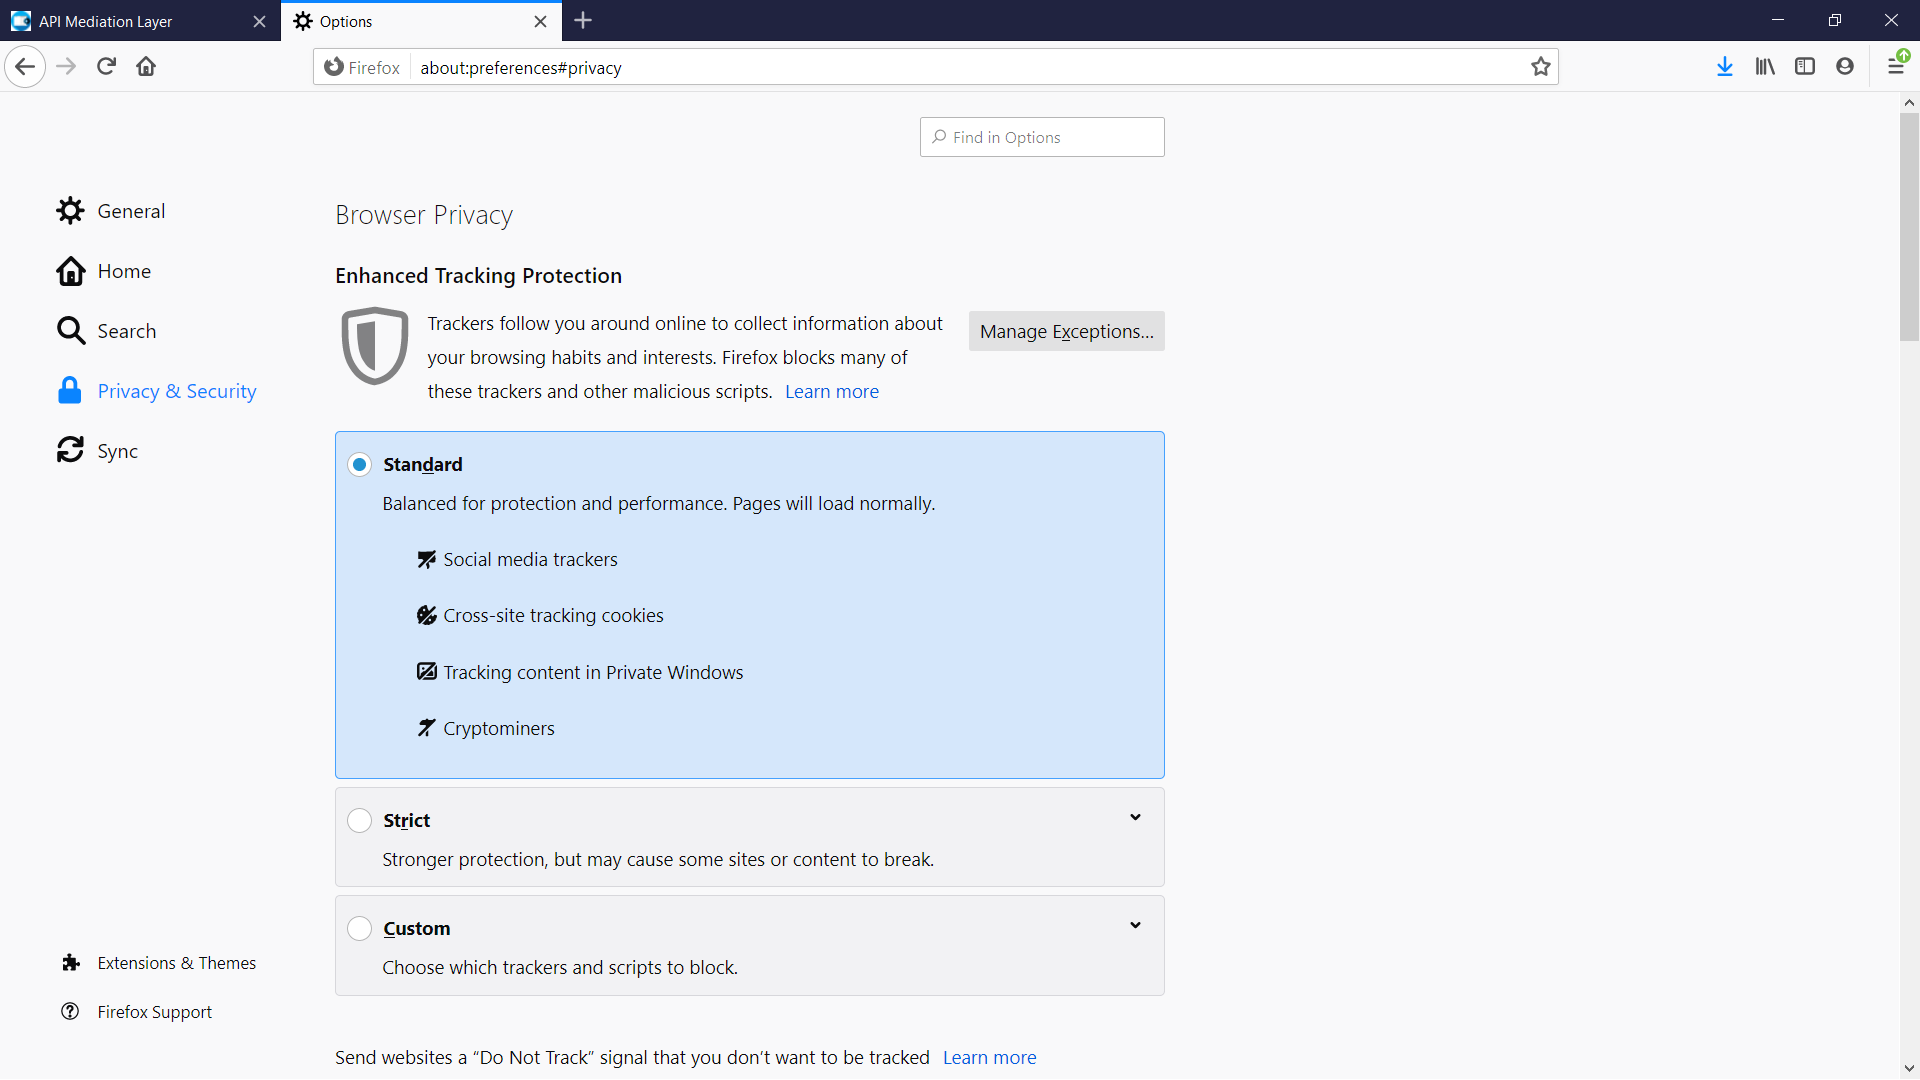 API Mediation Layer
Options
Firefox
about:preferences#privacy
Find in Options
General
Home
Search
Privacy & Security
Sync
Extensions & Themes
Firefox Support
Browser Privacy
Enhanced Tracking Protection
Trackers follow you around online to collect information about
your browsing habits and interests. Firefox blocks many of
these trackers and other malicious scripts. Learn more
Manage Exceptions...
Standard
Balanced for protection and performance. Pages will load normally.
Social media trackers
Cross-site tracking cookies
Tracking content in Private Windows
Cryptominers
Strict
Stronger protection, but may cause some sites or content to break.
Custom
Choose which trackers and scripts to block.
Send websites a “Do Not Track” signal that you don’t want to be tracked Learn more